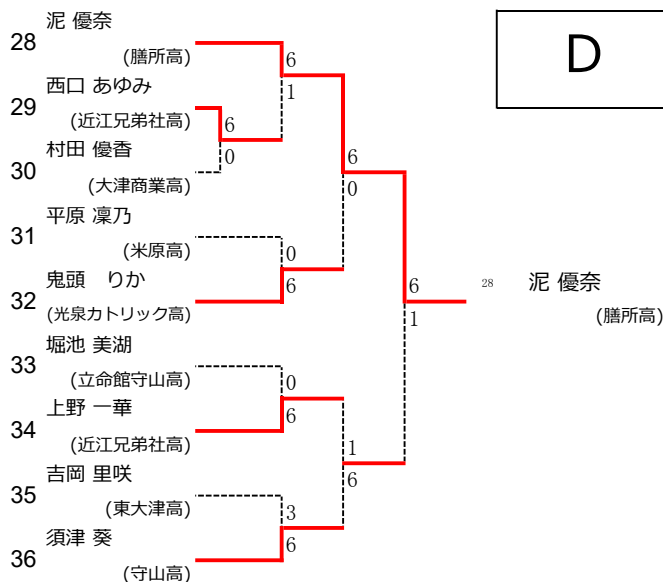 D
28 泥 優奈
(膳所高)
29 西口 あゆみ
(近江兄弟社高)
30 村田 優香
(大津商業高)
31 平原 凜乃
(米原高)
32 鬼頭 りか
(光泉カトリック高)
33 堀池 美湖
(立命館守山高)
34 上野 一華
(近江兄弟社高)
35 吉岡 里咲
(東大津高)
36 須津 葵
(守山高)
6
1
6
0
0
6
0
6
3
6
6
0
1
6
6
1
28 泥 優奈
(膳所高)